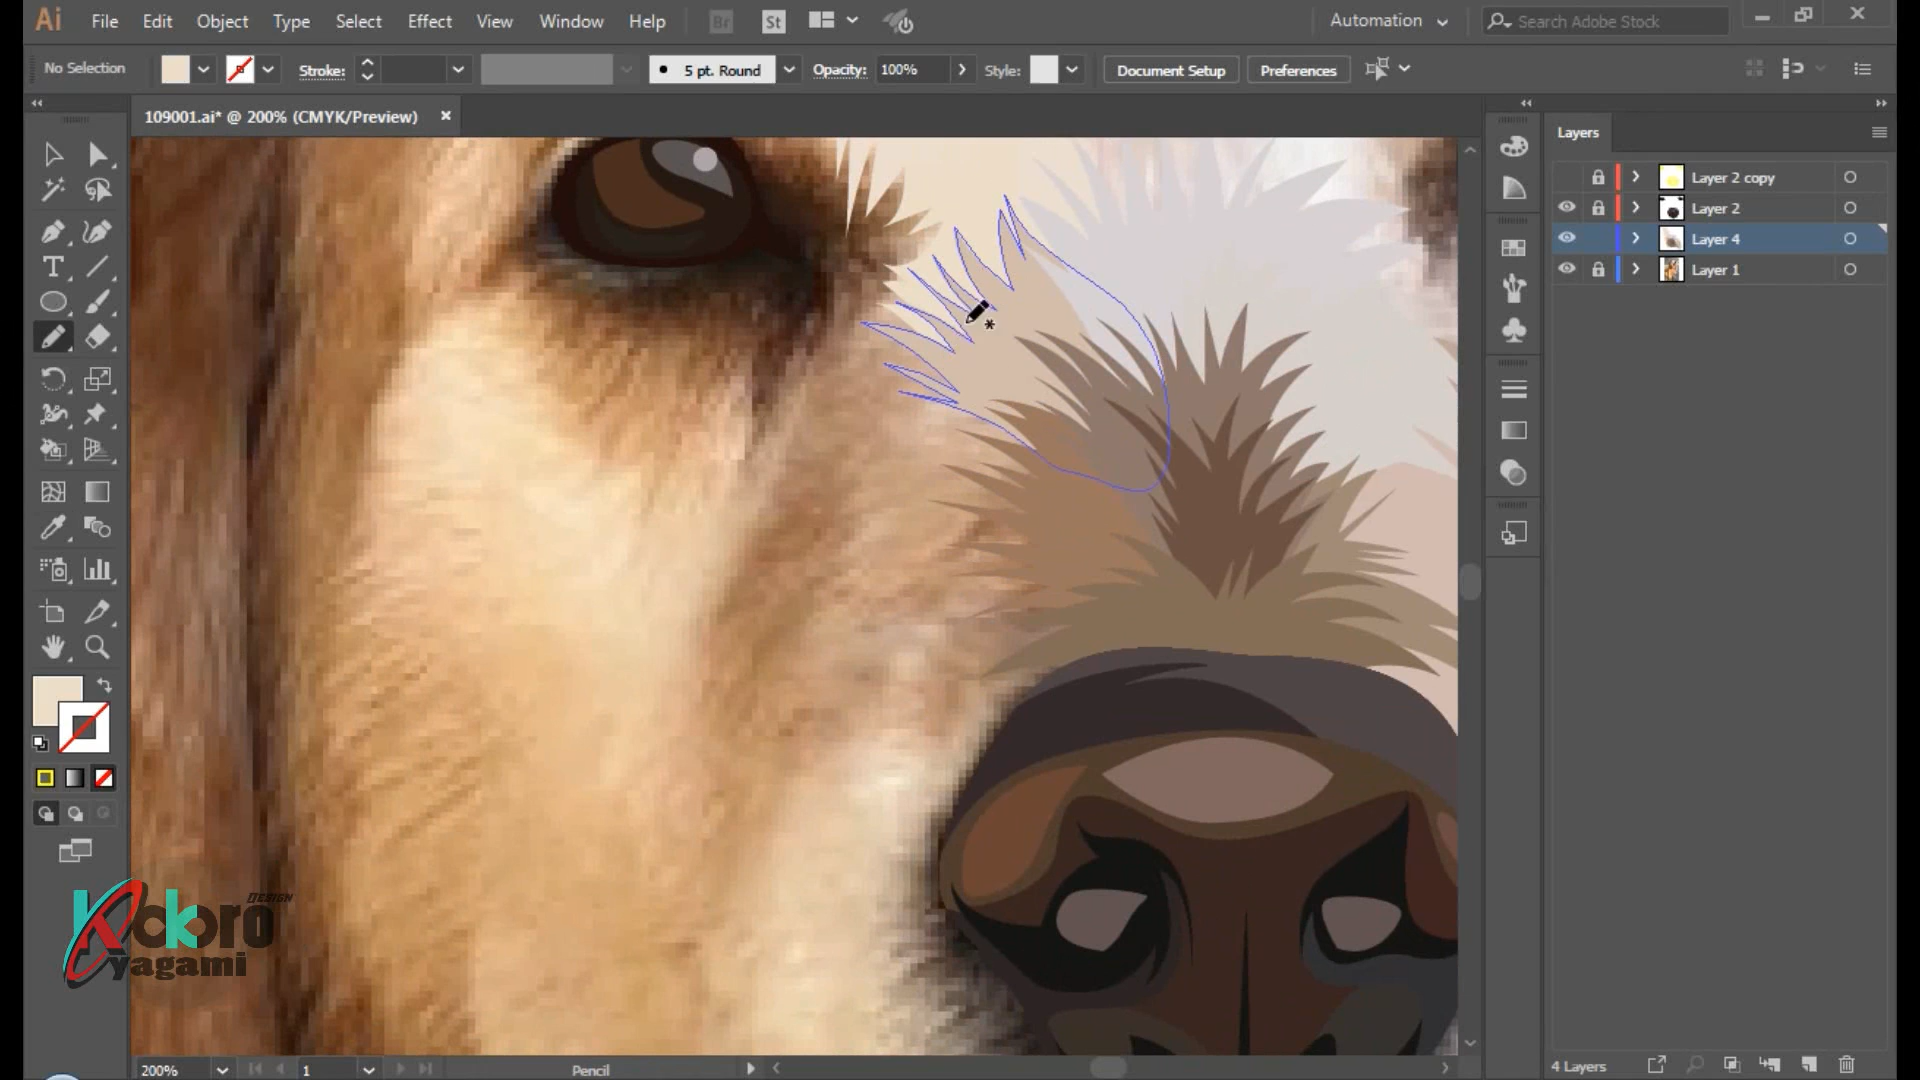 Ai File Edit Object Type Select Effect View Window Help Br St Automation Search Adobe Stock
No Selection Stroke: 5 pt. Round Opacity: 100% Style: Document Setup Preferences
109001.ai* @ 200% (CMYK/Preview)
Layers
Layer 2 copy
Layer 2
Layer 4
Layer 1
Kokoro DESIGN
yagami
200% 1 Pencil 4 Layers